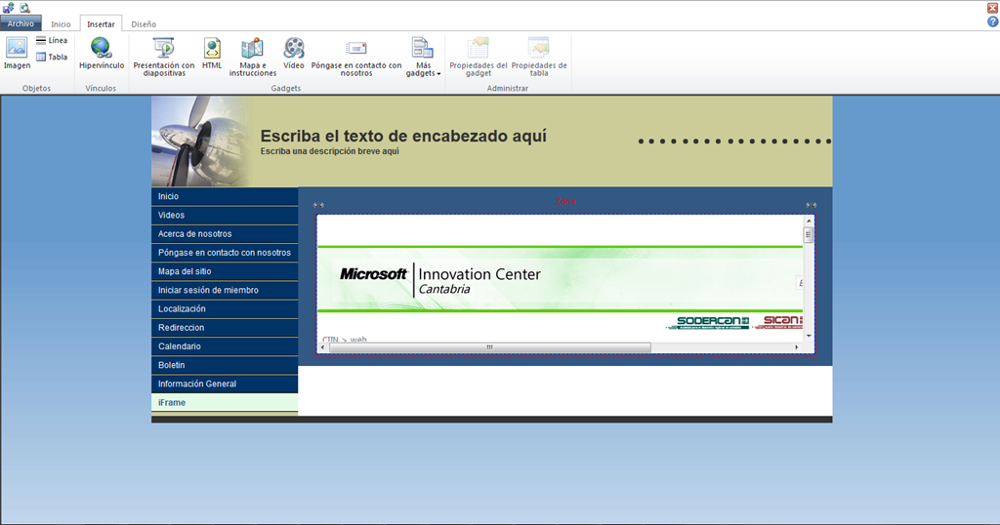 Archivo Inicio Insertar Diseño
Imagen
Línea
Tabla
Hipervínculo
Presentación con
diapositivas
HTML
Mapa e
instrucciones
Vídeo
Póngase en contacto con
nosotros
Más
gadgets
Propiedades del
gadget
Propiedades de
tabla
Objetos Vínculos Gadgets Administrar
Escriba el texto de encabezado aquí
Escriba una descripción breve aquí
Inicio
Videos
Acerca de nosotros
Póngase en contacto con nosotros
Mapa del sitio
Iniciar sesión de miembro
Localización
Redireccion
Calendario
Boletin
Información General
iFrame
Microsoft Innovation Center
Cantabria
SODERCAN SICAN
CTIN > web